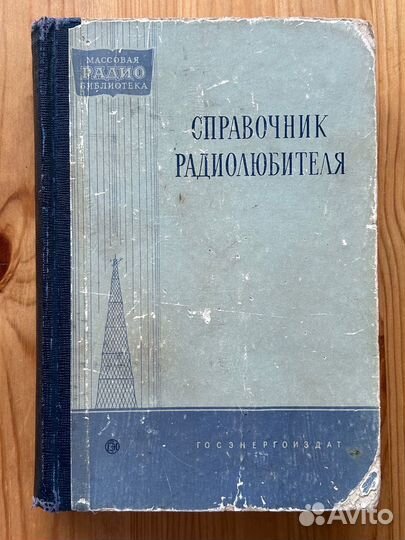 МАССОВАЯ
РАДИО
БИБЛИОТЕКА
СПРАВОЧНИК
РАДИОЛЮБИТЕЛЯ
ГОСЭНЕРГОИЗДАТ
Avito